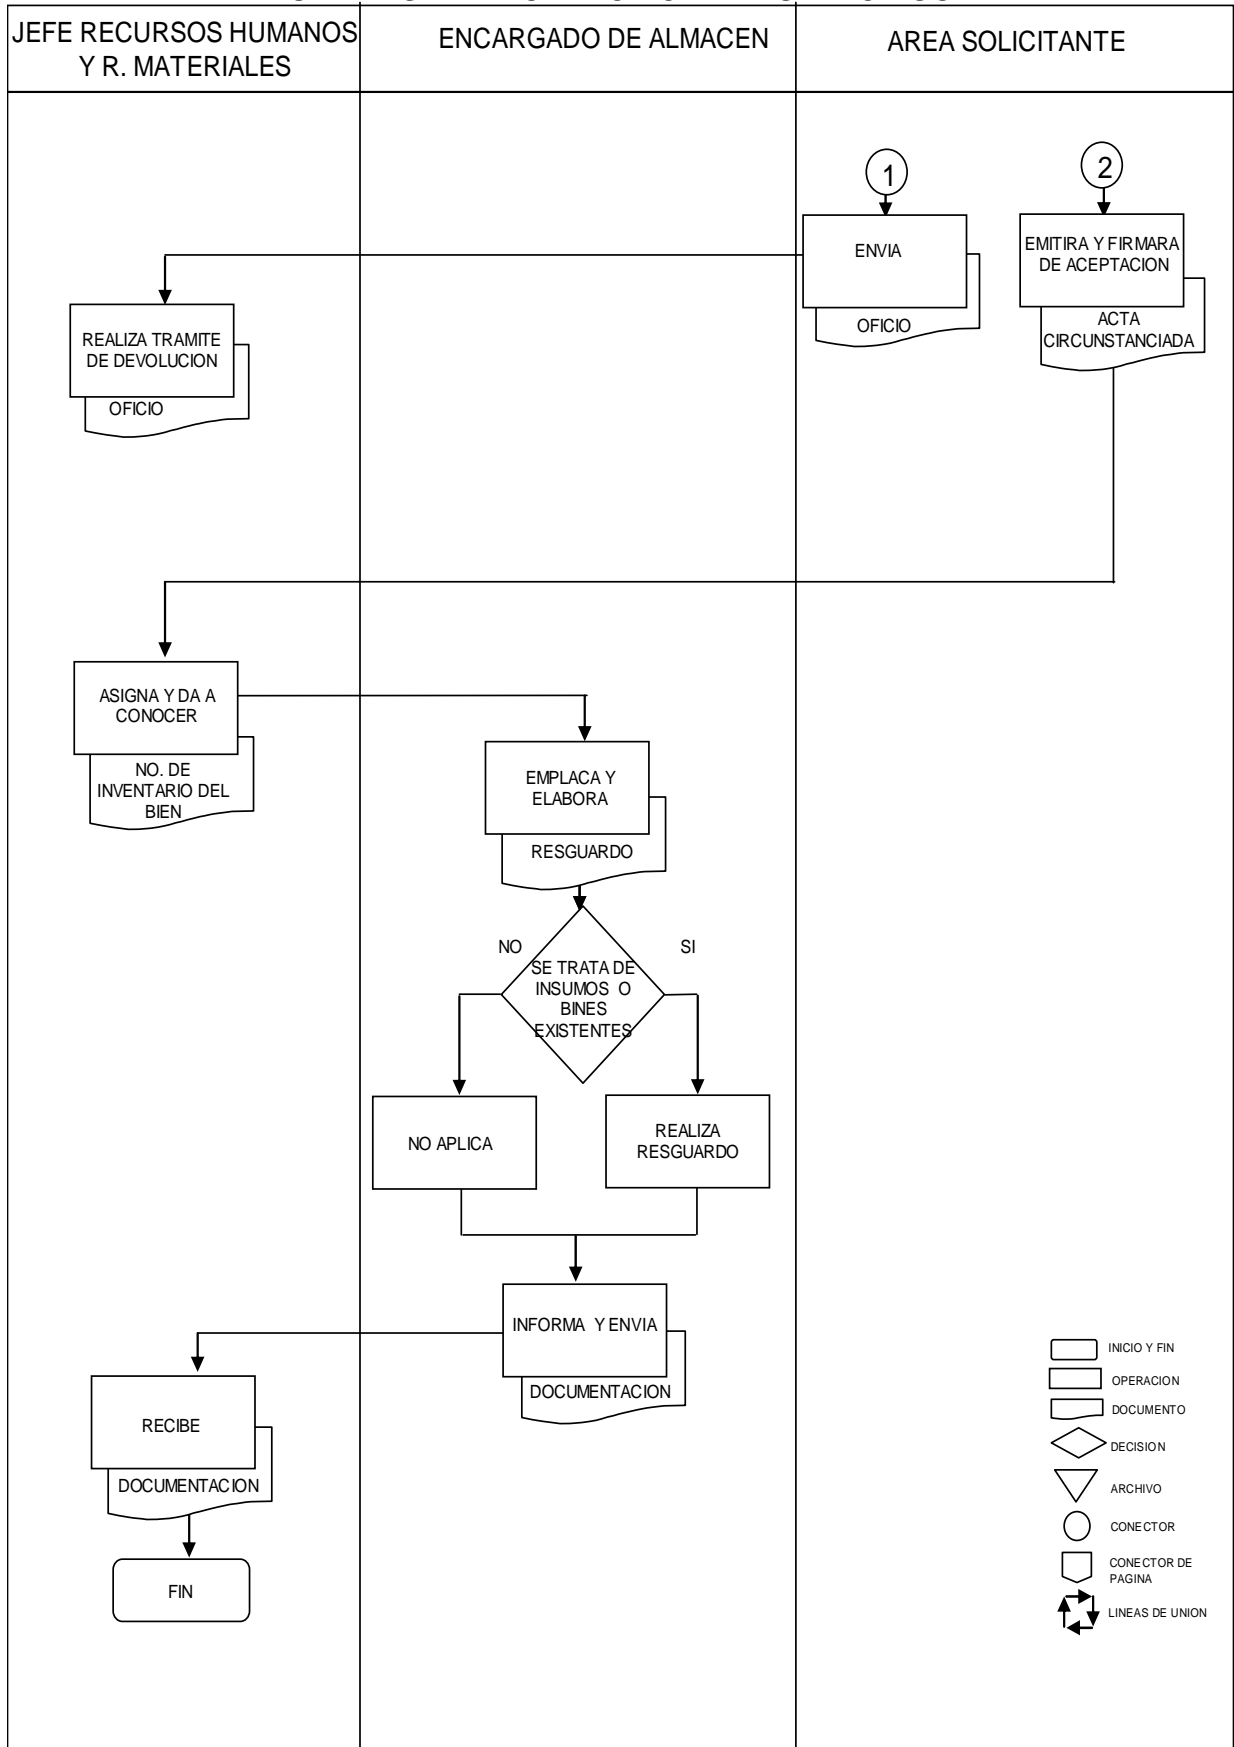 JEFE RECURSOS HUMANOS
Y R. MATERIALES
ENCARGADO DE ALMACEN
AREA SOLICITANTE
1
2
ENVIA
OFICIO
EMITIRA Y FIRMARA
DE ACEPTACION
ACTA
CIRCUNSTANCIADA
REALIZA TRAMITE
DE DEVOLUCION
OFICIO
ASIGNA Y DA A
CONOCER
NO. DE
INVENTARIO DEL
BIEN
EMPLACA Y
ELABORA
RESGUARDO
NO
SI
SE TRATA DE
INSUMOS O
BINES
EXISTENTES
NO APLICA
REALIZA
RESGUARDO
INFORMA Y ENVIA
DOCUMENTACION
RECIBE
DOCUMENTACION
FIN
INICIO Y FIN
OPERACION
DOCUMENTO
DECISION
ARCHIVO
CONECTOR
CONECTOR DE
PAGINA
LINEAS DE UNION